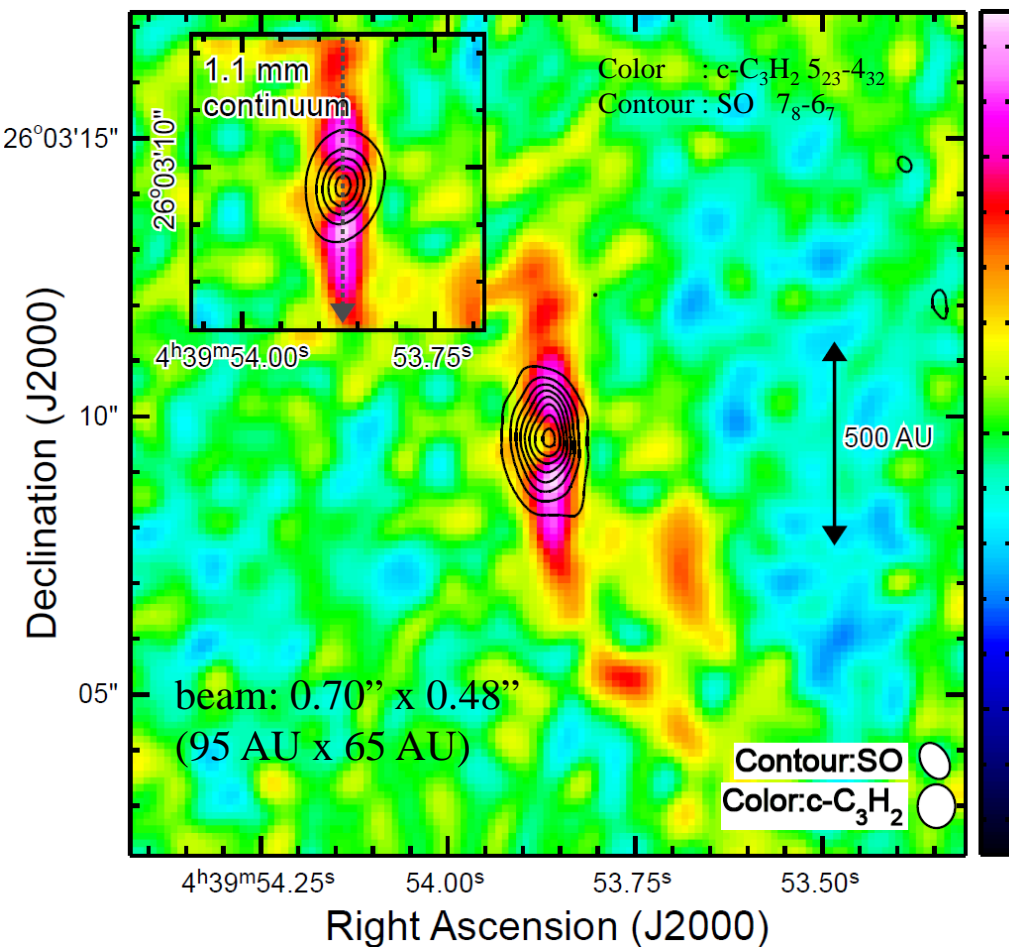 1.1 mm
continuum
Color : c-C₃H₂ 5₂₃-4₃₂
Contour : SO 7₈-6₇
26°03'15"
26°03'10"
4ʰ39ᵐ54.00ˢ 53.75ˢ
10"
500 AU
Declination (J2000)
05"
beam: 0.70” x 0.48”
(95 AU x 65 AU)
Contour:SO
Color:c-C₃H₂
4ʰ39ᵐ54.25ˢ 54.00ˢ 53.75ˢ 53.50ˢ
Right Ascension (J2000)